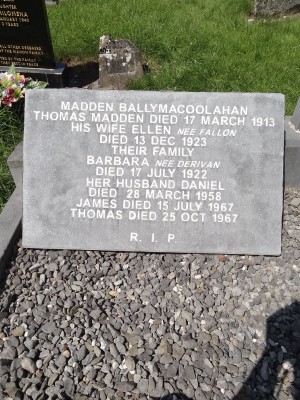 PHILOMENA
MADDEN BALLYMACOOLAHAN
THOMAS MADDEN DIED 17 MARCH 1913
HIS WIFE ELLEN NEE FALLON
DIED 13 DEC 1923
THEIR FAMILY
BARBARA NEE DERIVAN
DIED 17 JULY 1922
HER HUSBAND DANIEL
DIED 28 MARCH 1958
JAMES DIED 15 JULY 1967
THOMAS DIED 25 OCT 1967
R. I. P.